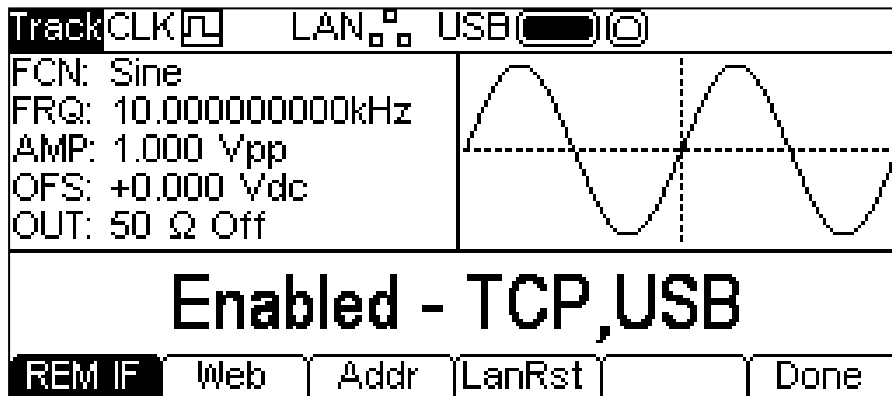 Track CLK LAN USB
FCN: Sine
FRQ: 10.000000000kHz
AMP: 1.000 Vpp
OFS: +0.000 Vdc
OUT: 50 Ω Off
Enabled - TCP,USB
REM IF Web Addr LanRst Done